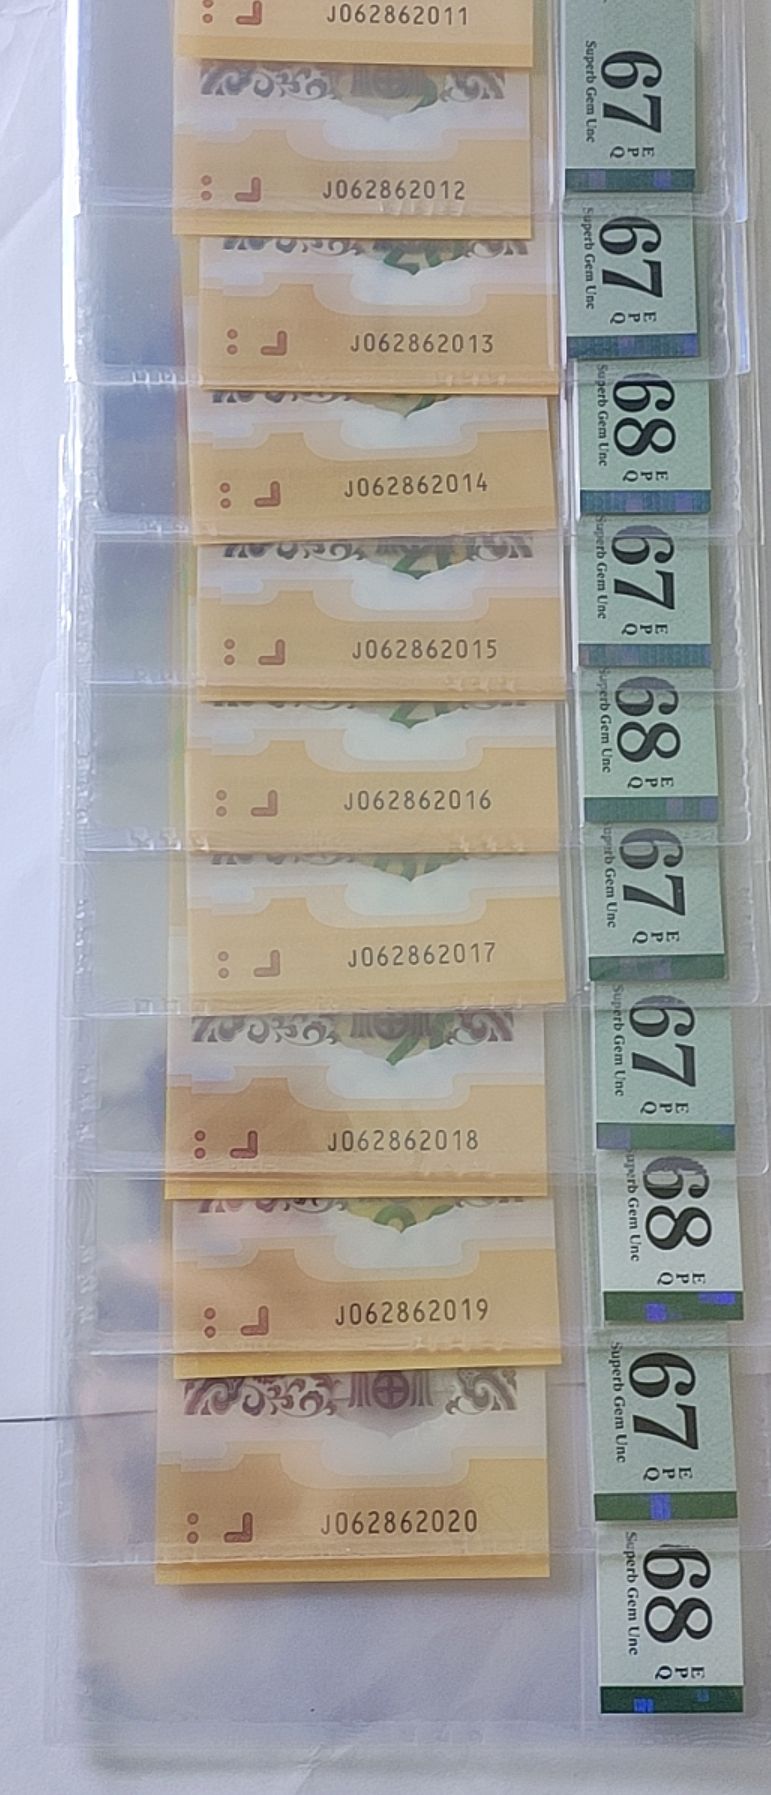 J062862011
67 EPQ
Superb Gem Unc
J062862012
67 EPQ
Superb Gem Unc
J062862013
68 EPQ
Superb Gem Unc
J062862014
67 EPQ
Superb Gem Unc
J062862015
68 EPQ
Superb Gem Unc
J062862016
67 EPQ
Superb Gem Unc
J062862017
67 EPQ
Superb Gem Unc
J062862018
68 EPQ
Superb Gem Unc
J062862019
67 EPQ
Superb Gem Unc
J062862020
68 EPQ
Superb Gem Unc